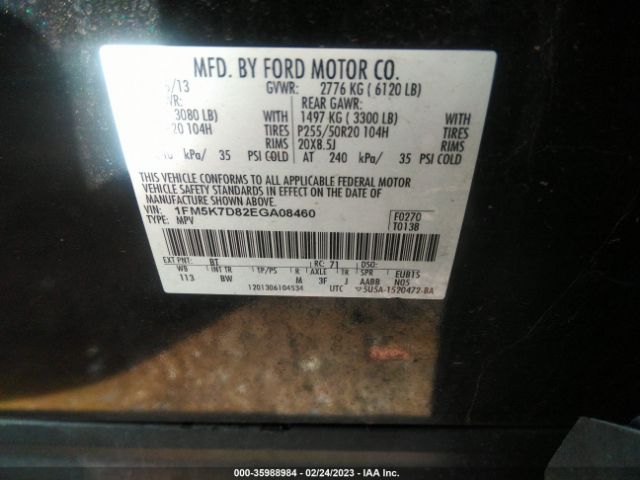 MFD. BY FORD MOTOR CO.
/13 GVWR: 2776 KG ( 6120 LB)
WR: REAR GAWR:
3080 LB) WITH 1497 KG ( 3300 LB) WITH
20 104H TIRES P255/50R20 104H TIRES
RIMS 20X8.5J RIMS
kPa/ 35 PSI COLD AT 240 kPa/ 35 PSI COLD
THIS VEHICLE CONFORMS TO ALL APPLICABLE FEDERAL MOTOR
VEHICLE SAFETY STANDARDS IN EFFECT ON THE DATE OF
MANUFACTURE SHOWN ABOVE.
VIN: 1FM5K7D82EGA08460
TYPE: MPV
F0270
T0138
EXT PNT: BT RC: 71 DSO:
WB INT TR TP/PS R AXLE TR SPR EUB15
113 BW M 3F J AABB N05
1201306104534 UTC 5U5A-1520472-BA
000-35988984 - 02/24/2023 - IAA Inc.